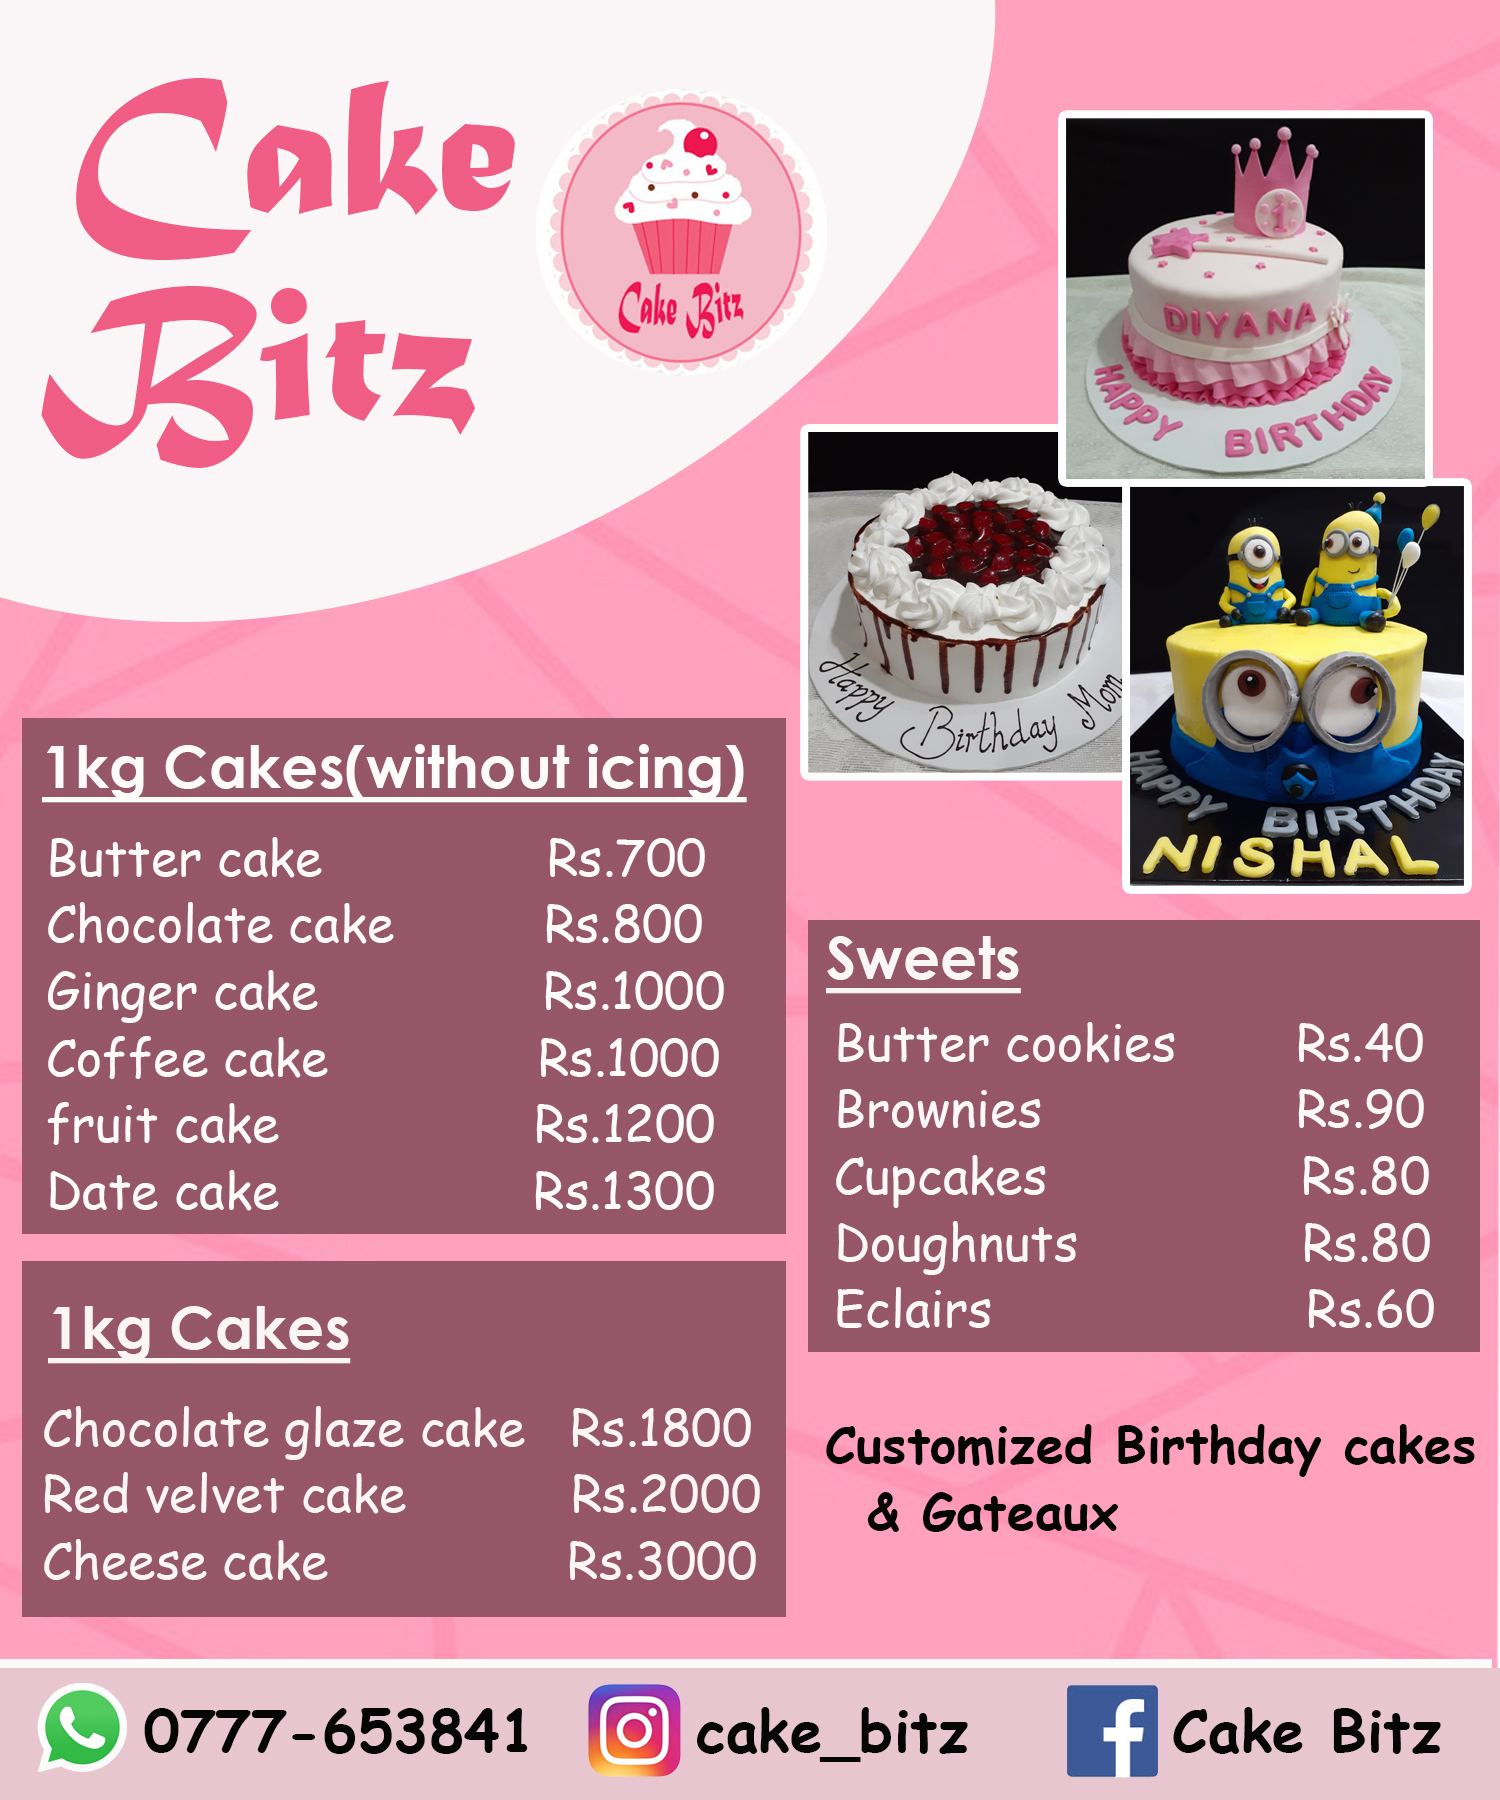 Cake
Bitz
Cake Bitz
1
DIYANA
HAPPY BIRTHDAY
Happy Birthday Mom
HAPPY BIRTHDAY
NISHAL
1kg Cakes(without icing)
Butter cake Rs.700
Chocolate cake Rs.800
Ginger cake Rs.1000
Coffee cake Rs.1000
fruit cake Rs.1200
Date cake Rs.1300
1kg Cakes
Chocolate glaze cake Rs.1800
Red velvet cake Rs.2000
Cheese cake Rs.3000
Sweets
Butter cookies Rs.40
Brownies Rs.90
Cupcakes Rs.80
Doughnuts Rs.80
Eclairs Rs.60
Customized Birthday cakes
& Gateaux
0777-653841
cake_bitz
f Cake Bitz